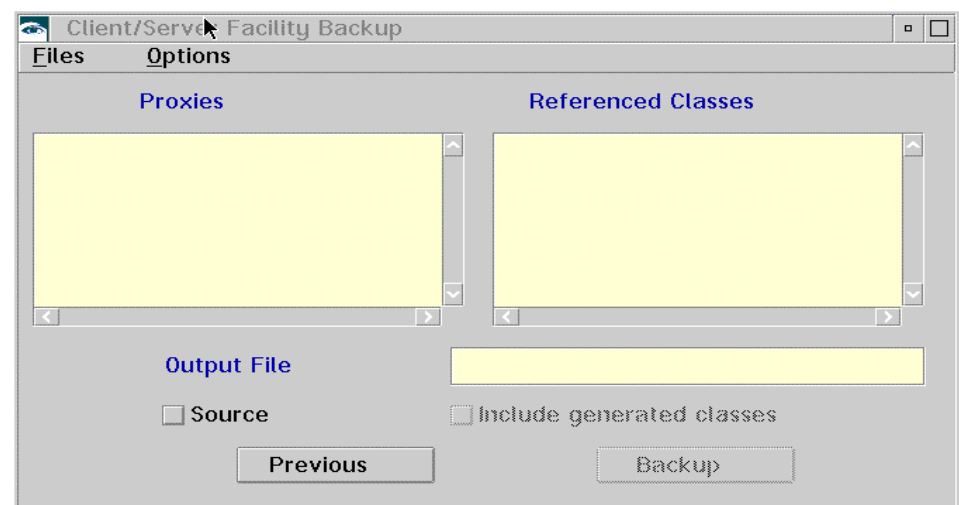 Client/Server Facility Backup
Files Options
Proxies Referenced Classes
Output File
Source Include generated classes
Previous Backup